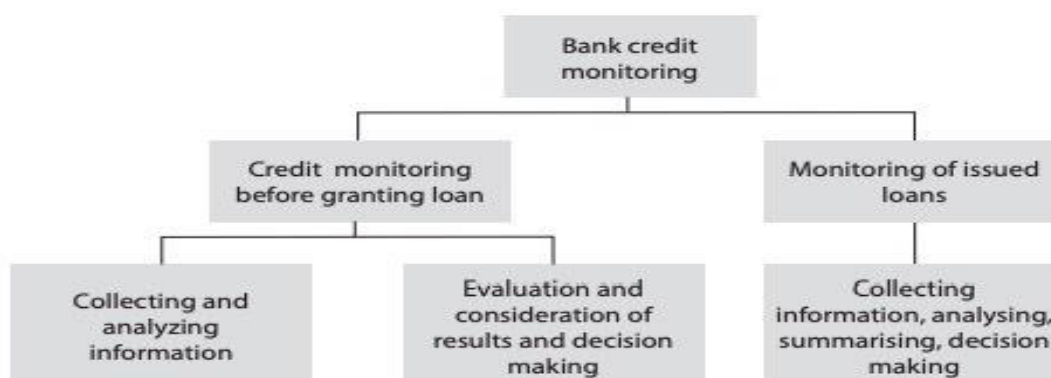 Bank credit
monitoring
Credit monitoring
before granting loan
Monitoring of issued
loans
Collecting and
analyzing
information
Evaluation and
consideration of
results and decision
making
Collecting
information, analysing,
summarising, decision
making